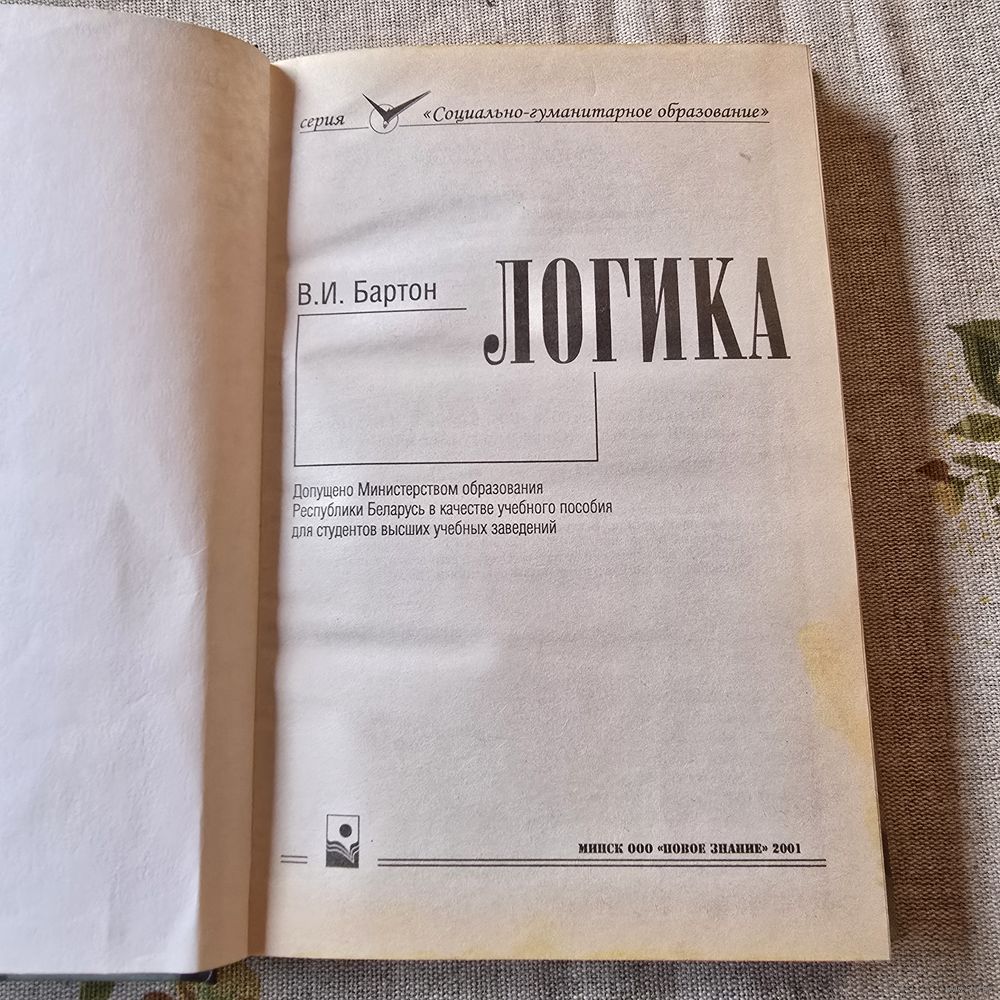 серия «Социально-гуманитарное образование»
В.И. Бартон
ЛОГИКА
Допущено Министерством образования
Республики Беларусь в качестве учебного пособия
для студентов высших учебных заведений
МИНСК ООО «НОВОЕ ЗНАНИЕ» 2001